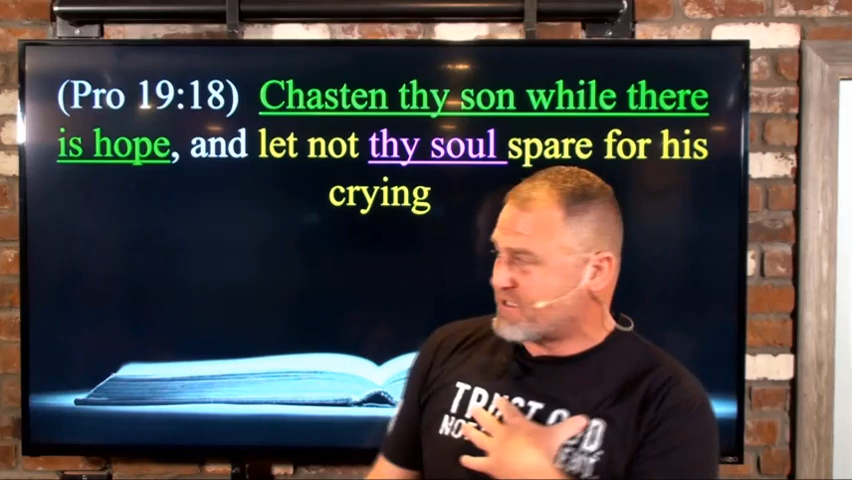 (Pro 19:18) Chasten thy son while there
is hope, and let not thy soul spare for his
crying
TRUST GOD
NOT